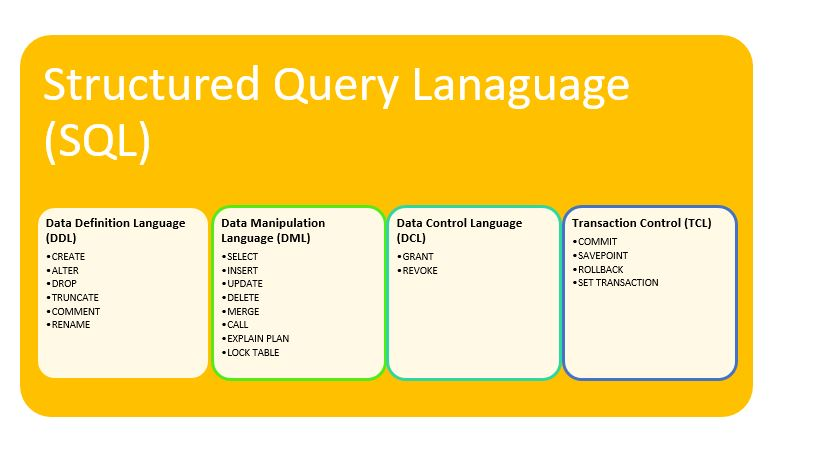 Structured Query Lanaguage
(SQL)
Data Definition Language
(DDL)
•CREATE
•ALTER
•DROP
•TRUNCATE
•COMMENT
•RENAME
Data Manipulation
Language (DML)
•SELECT
•INSERT
•UPDATE
•DELETE
•MERGE
•CALL
•EXPLAIN PLAN
•LOCK TABLE
Data Control Language
(DCL)
•GRANT
•REVOKE
Transaction Control (TCL)
•COMMIT
•SAVEPOINT
•ROLLBACK
•SET TRANSACTION